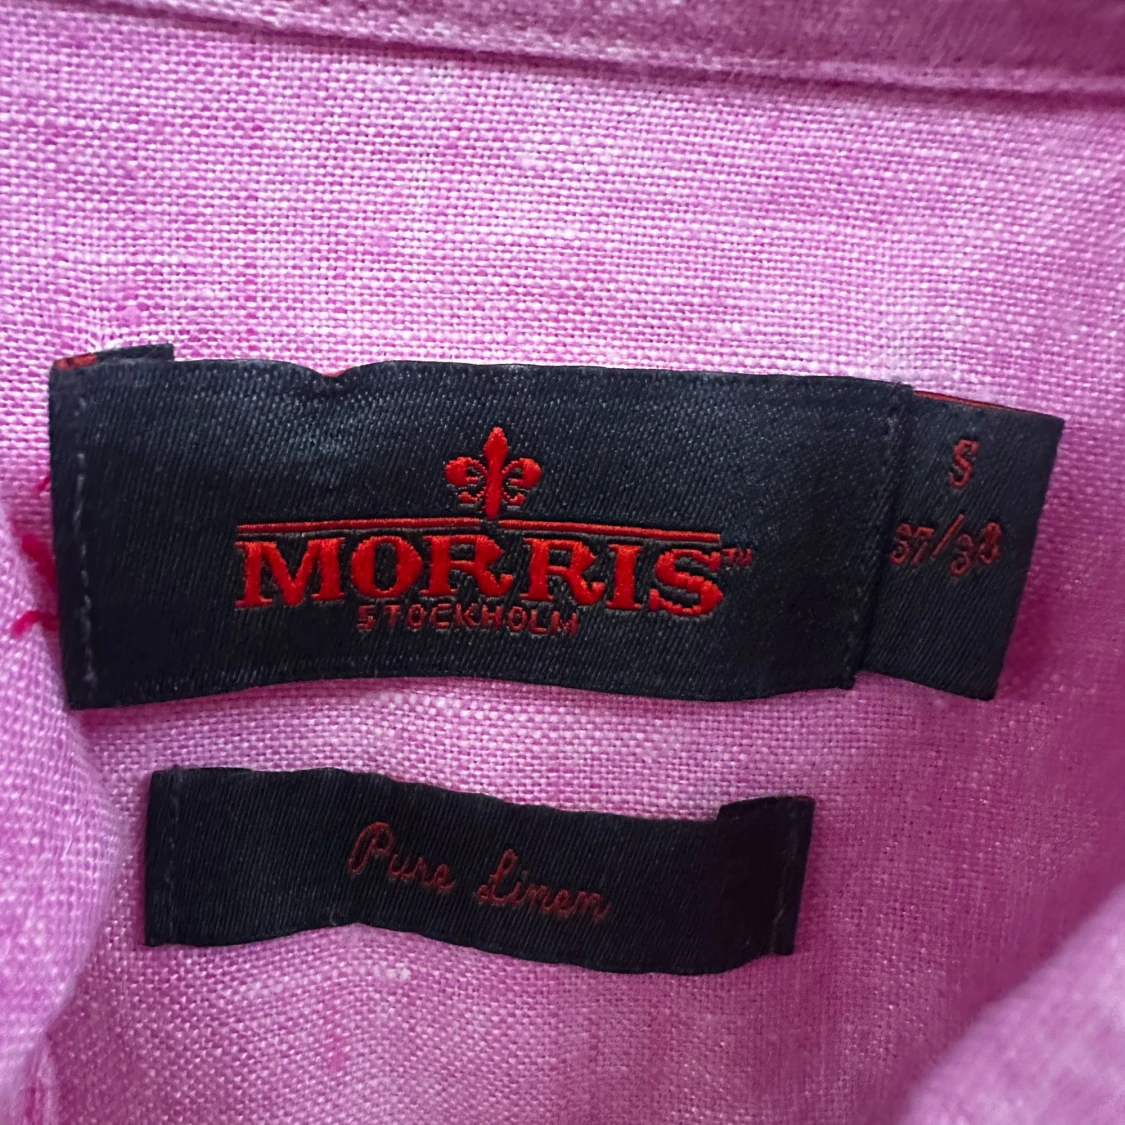 MORRIS™
STOCKHOLM
S
37/38
Pure Linen